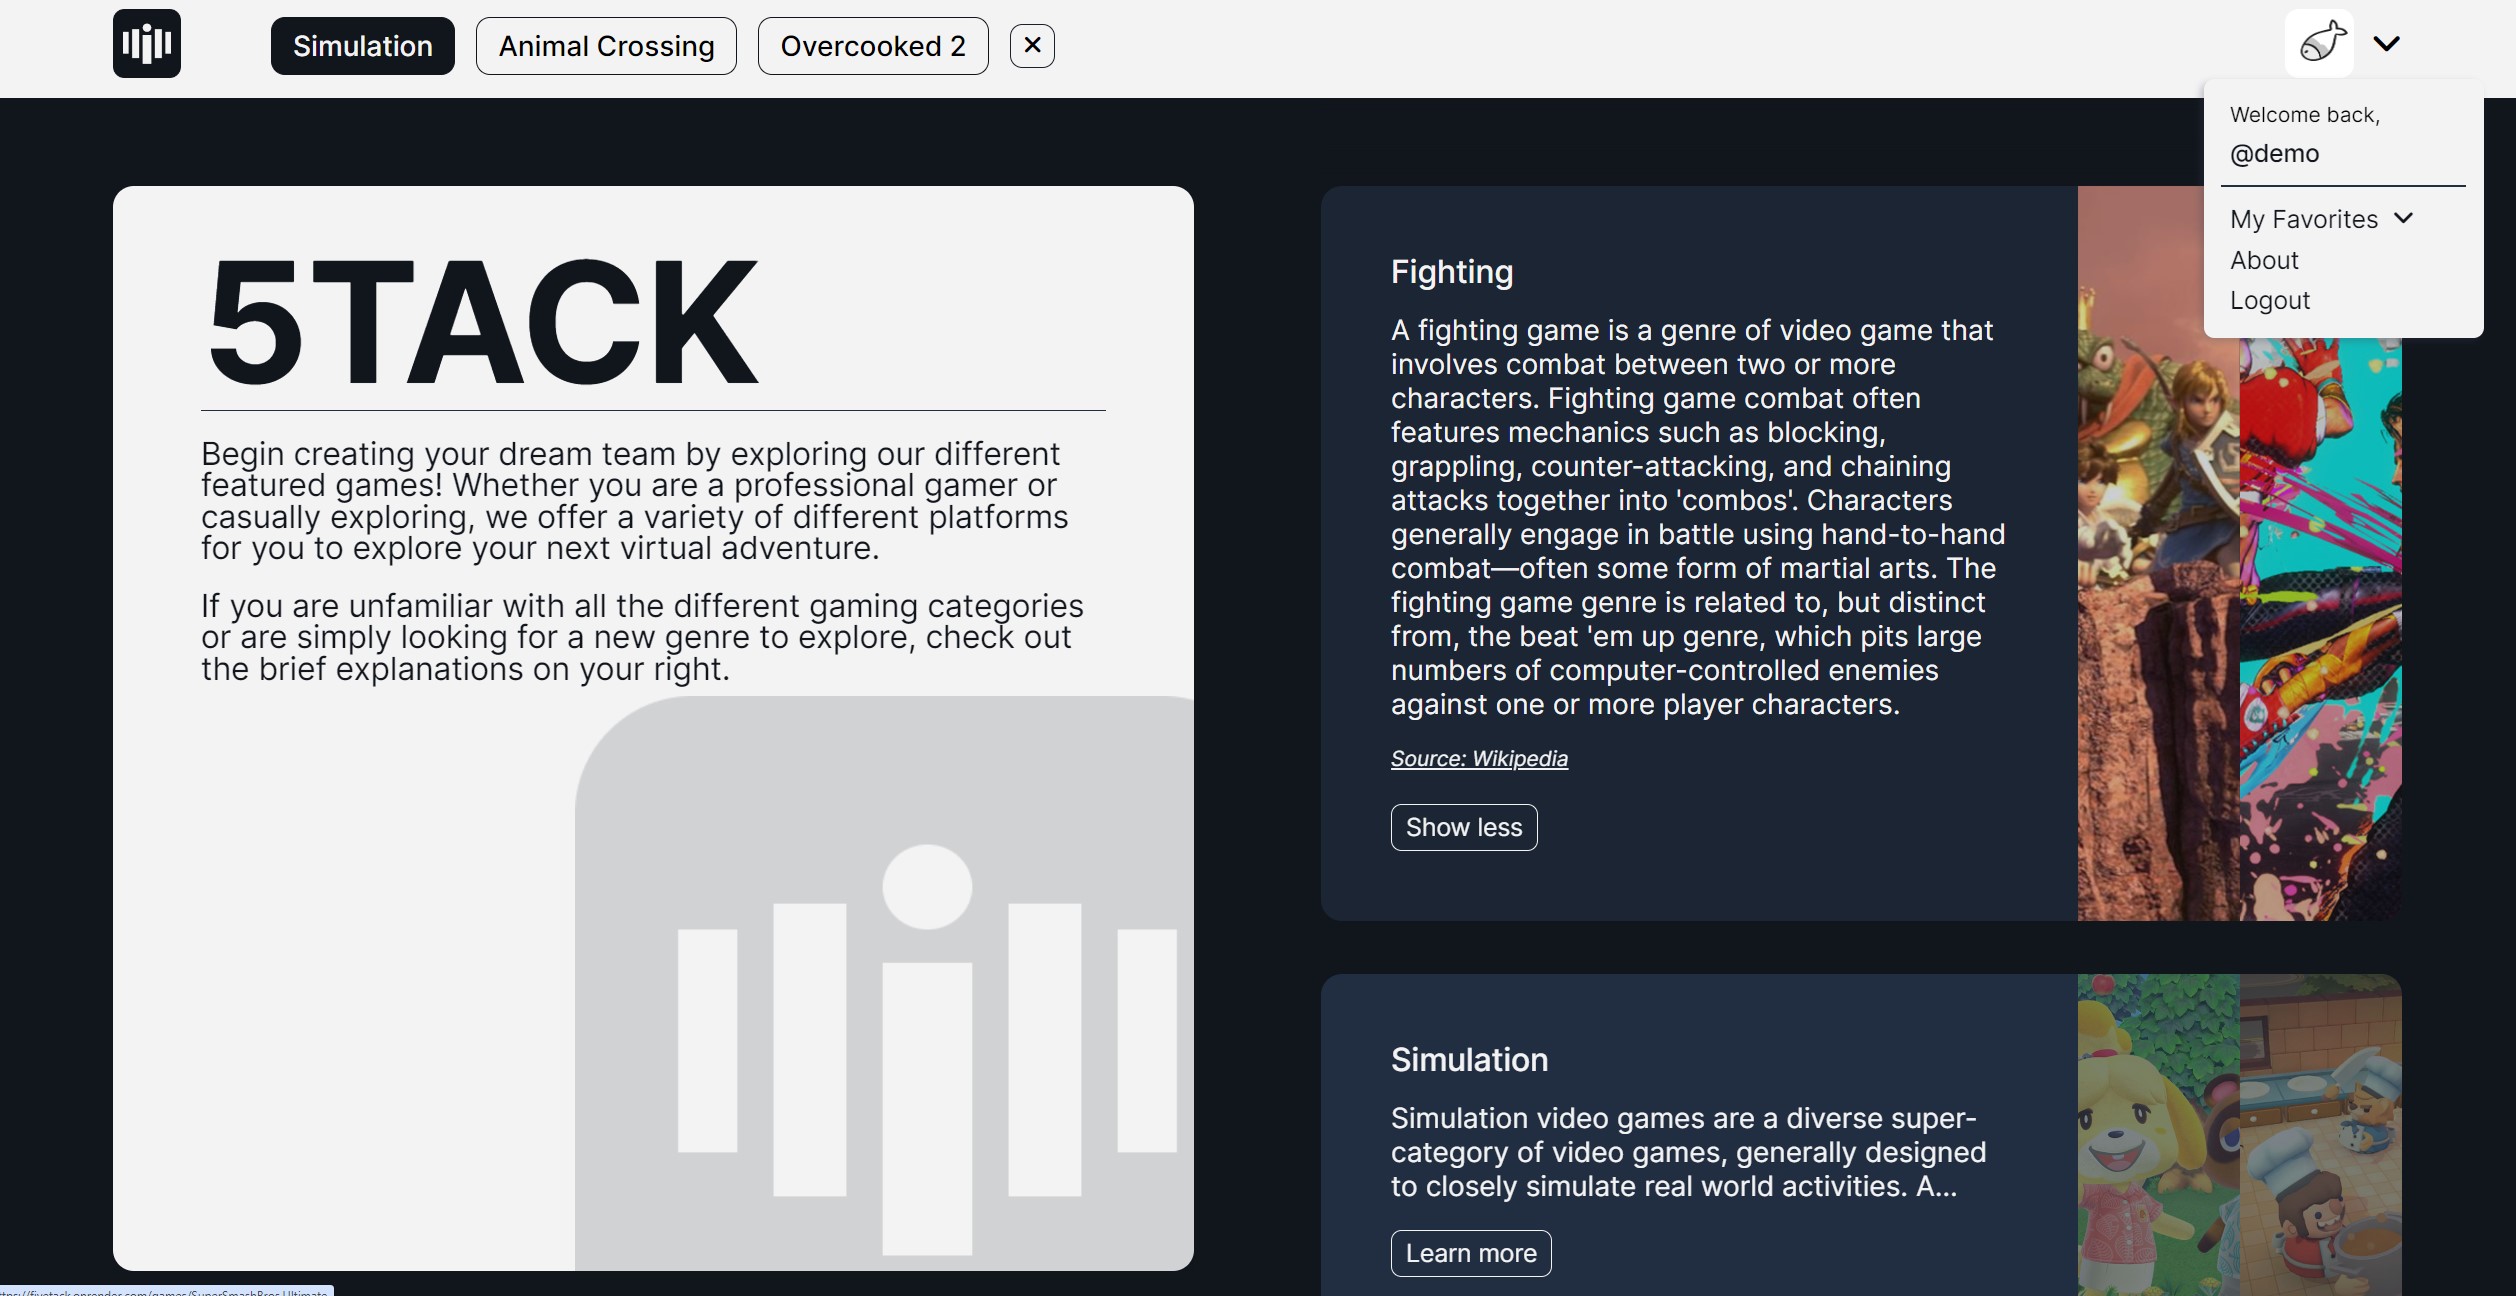 Simulation
Animal Crossing
Overcooked 2
Welcome back,
@demo
My Favorites
About
Logout
5TACK
Begin creating your dream team by exploring our different
featured games! Whether you are a professional gamer or
casually exploring, we offer a variety of different platforms
for you to explore your next virtual adventure.
If you are unfamiliar with all the different gaming categories
or are simply looking for a new genre to explore, check out
the brief explanations on your right.
Fighting
A fighting game is a genre of video game that
involves combat between two or more
characters. Fighting game combat often
features mechanics such as blocking,
grappling, counter-attacking, and chaining
attacks together into 'combos'. Characters
generally engage in battle using hand-to-hand
combat—often some form of martial arts. The
fighting game genre is related to, but distinct
from, the beat 'em up genre, which pits large
numbers of computer-controlled enemies
against one or more player characters.
Source: Wikipedia
Show less
Simulation
Simulation video games are a diverse super-
category of video games, generally designed
to closely simulate real world activities. A...
Learn more